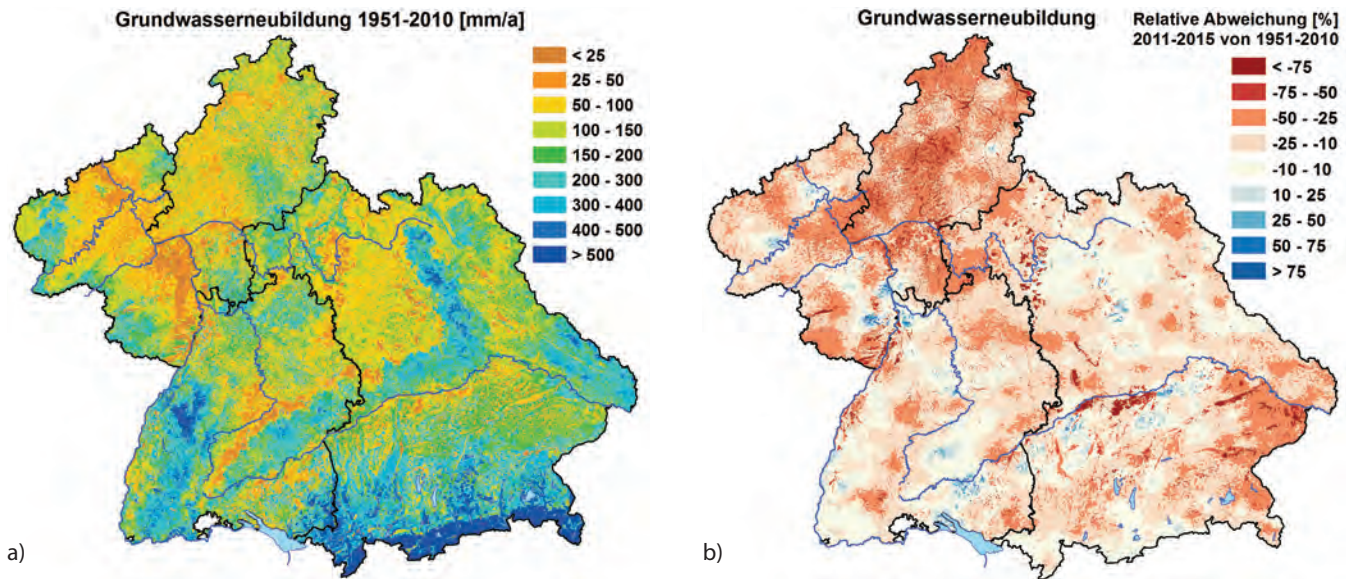 Grundwasserneubildung 1951-2010 [mm/a]
< 25
25 - 50
50 - 100
100 - 150
150 - 200
200 - 300
300 - 400
400 - 500
> 500
a)
Grundwasserneubildung
Relative Abweichung [%]
2011-2015 von 1951-2010
< -75
-75 - -50
-50 - -25
-25 - -10
-10 - 10
10 - 25
25 - 50
50 - 75
> 75
b)